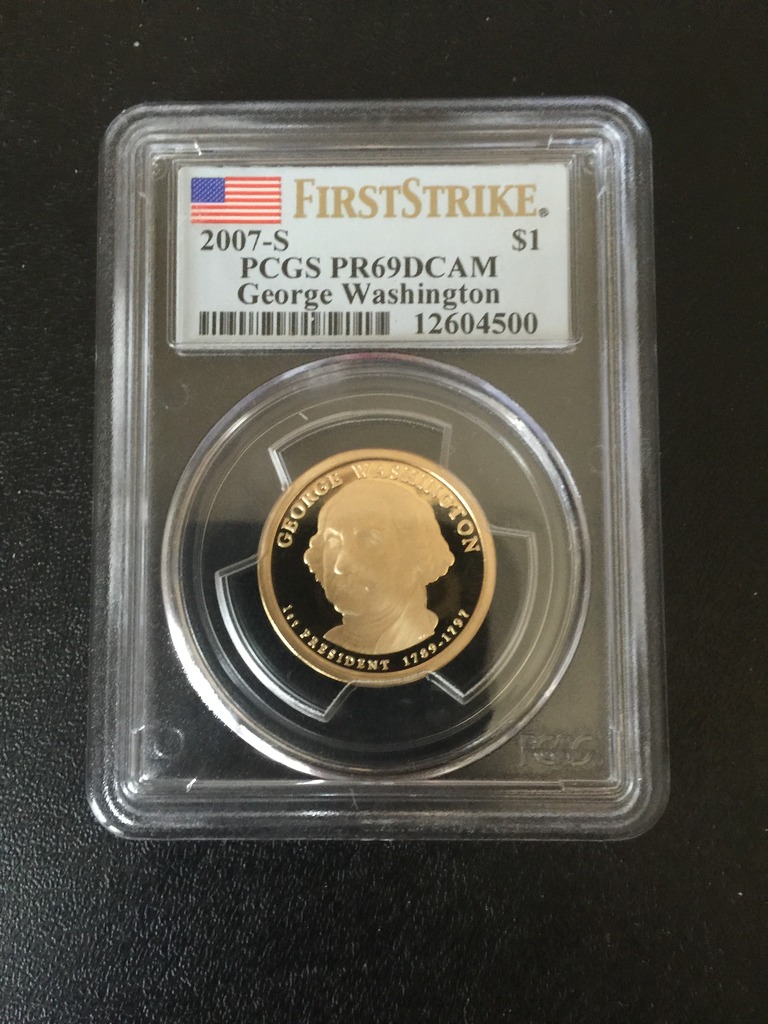 FIRSTSTRIKE®
2007-S $1
PCGS PR69DCAM
George Washington
12604500
GEORGE WASHINGTON
1st PRESIDENT 1789-1797
PCGS